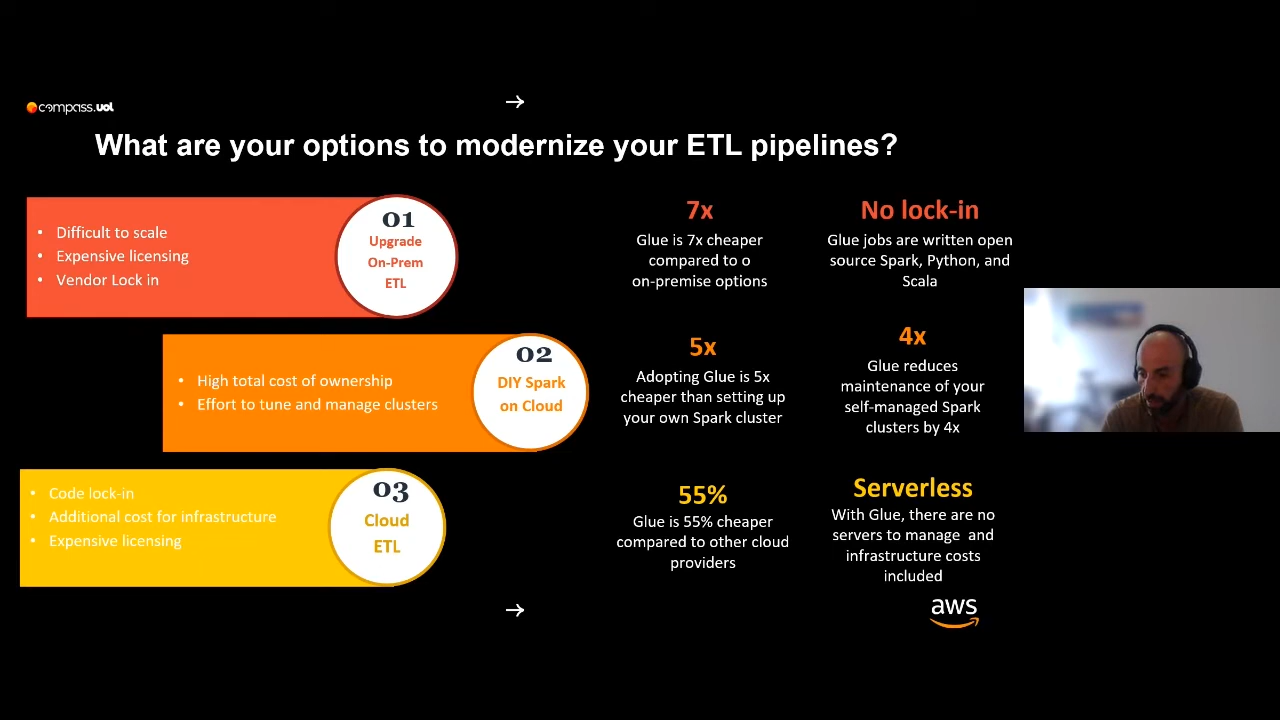 compass.uol
What are your options to modernize your ETL pipelines?
• Difficult to scale
• Expensive licensing
• Vendor Lock in
01
Upgrade
On-Prem
ETL
7x
Glue is 7x cheaper
compared to o
on-premise options
No lock-in
Glue jobs are written open
source Spark, Python, and
Scala
• High total cost of ownership
• Effort to tune and manage clusters
02
DIY Spark
on Cloud
5x
Adopting Glue is 5x
cheaper than setting up
your own Spark cluster
4x
Glue reduces
maintenance of your
self-managed Spark
clusters by 4x
• Code lock-in
• Additional cost for infrastructure
• Expensive licensing
03
Cloud
ETL
55%
Glue is 55% cheaper
compared to other cloud
providers
Serverless
With Glue, there are no
servers to manage and
infrastructure costs
included
aws